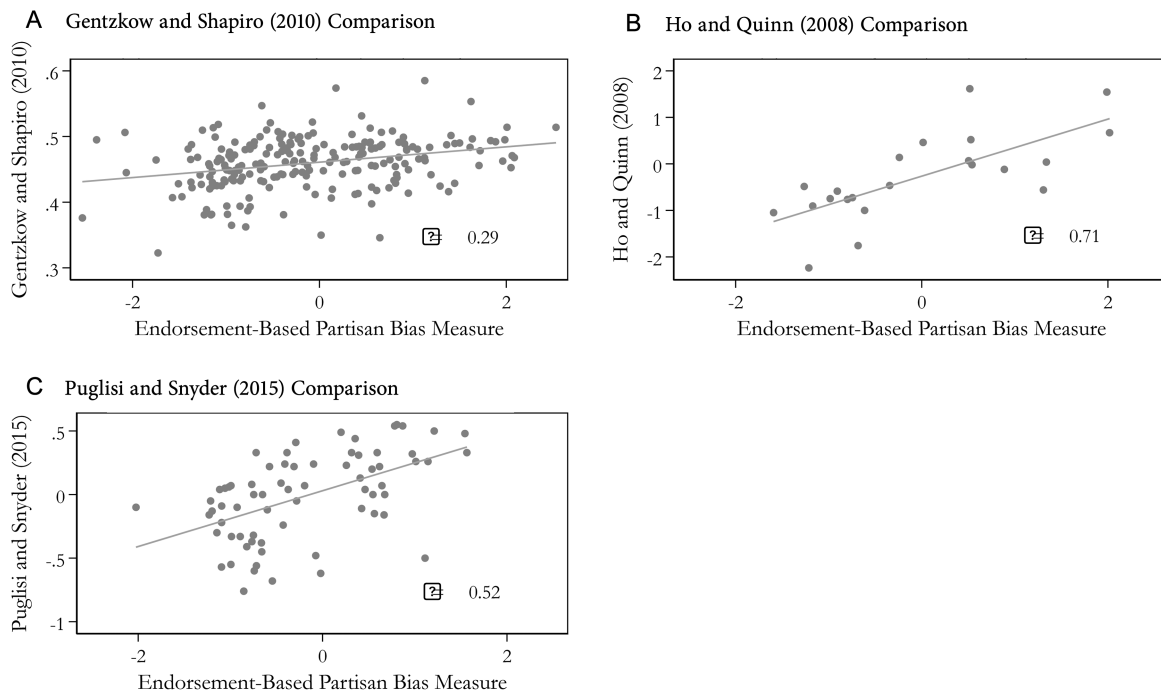 A Gentzkow and Shapiro (2010) Comparison
Gentzkow and Shapiro (2010)
.6
.5
.4
.3
-2 0 2
Endorsement-Based Partisan Bias Measure
?= 0.29
B Ho and Quinn (2008) Comparison
Ho and Quinn (2008)
2
1
0
-1
-2
-2 0 2
Endorsement-Based Partisan Bias Measure
?= 0.71
C Puglisi and Snyder (2015) Comparison
Puglisi and Snyder (2015)
.5
0
-.5
-1
-2 0 2
Endorsement-Based Partisan Bias Measure
?= 0.52